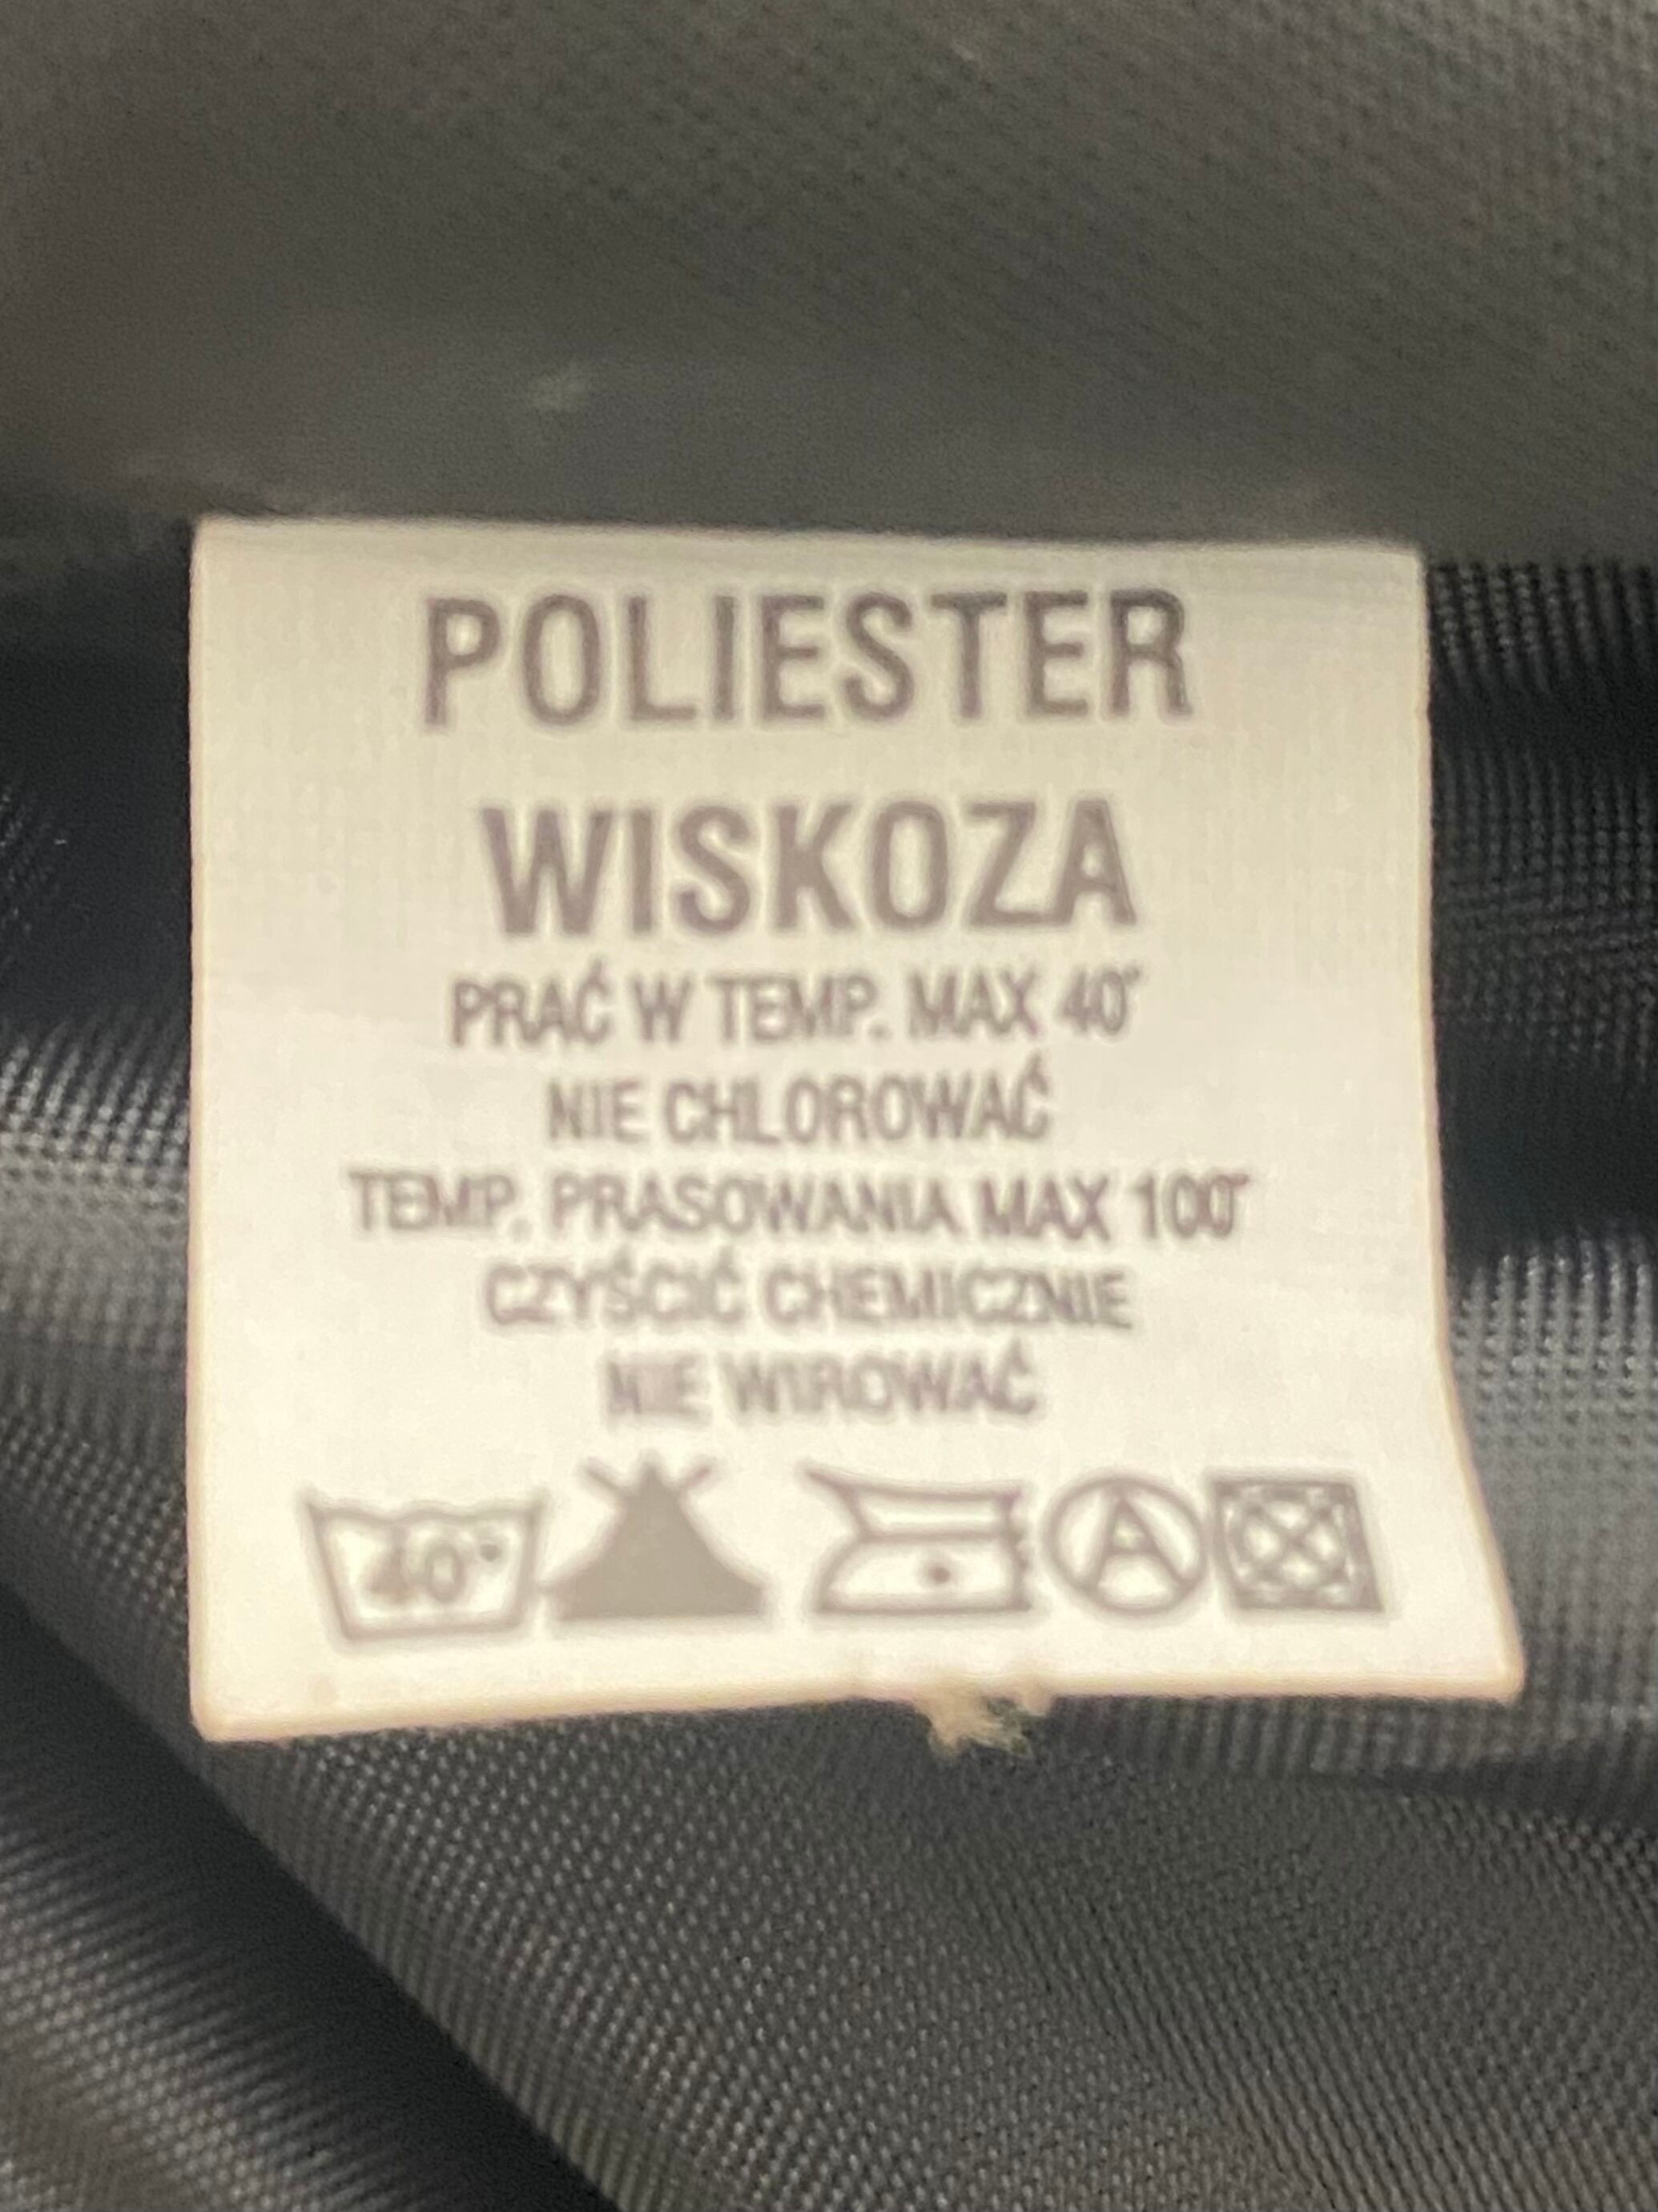 POLIESTER
WISKOZA
PRAĆ W TEMP. MAX 40°
NIE CHLOROWAĆ
TEMP. PRASOWANIA MAX 100°
CZYŚCIĆ CHEMICZNIE
NIE WIROWAĆ
40° A